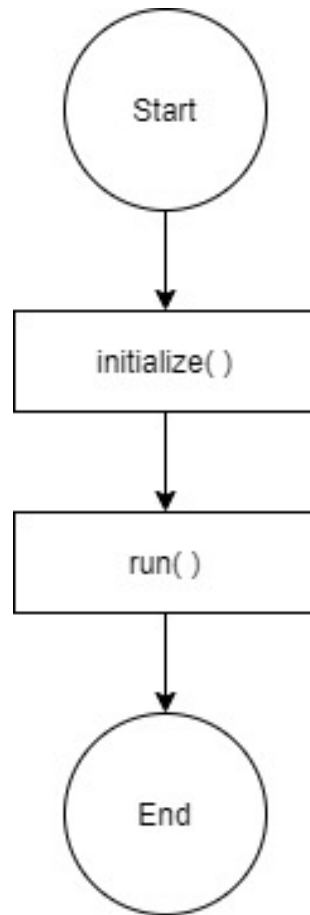 Start
initialize( )
run( )
End